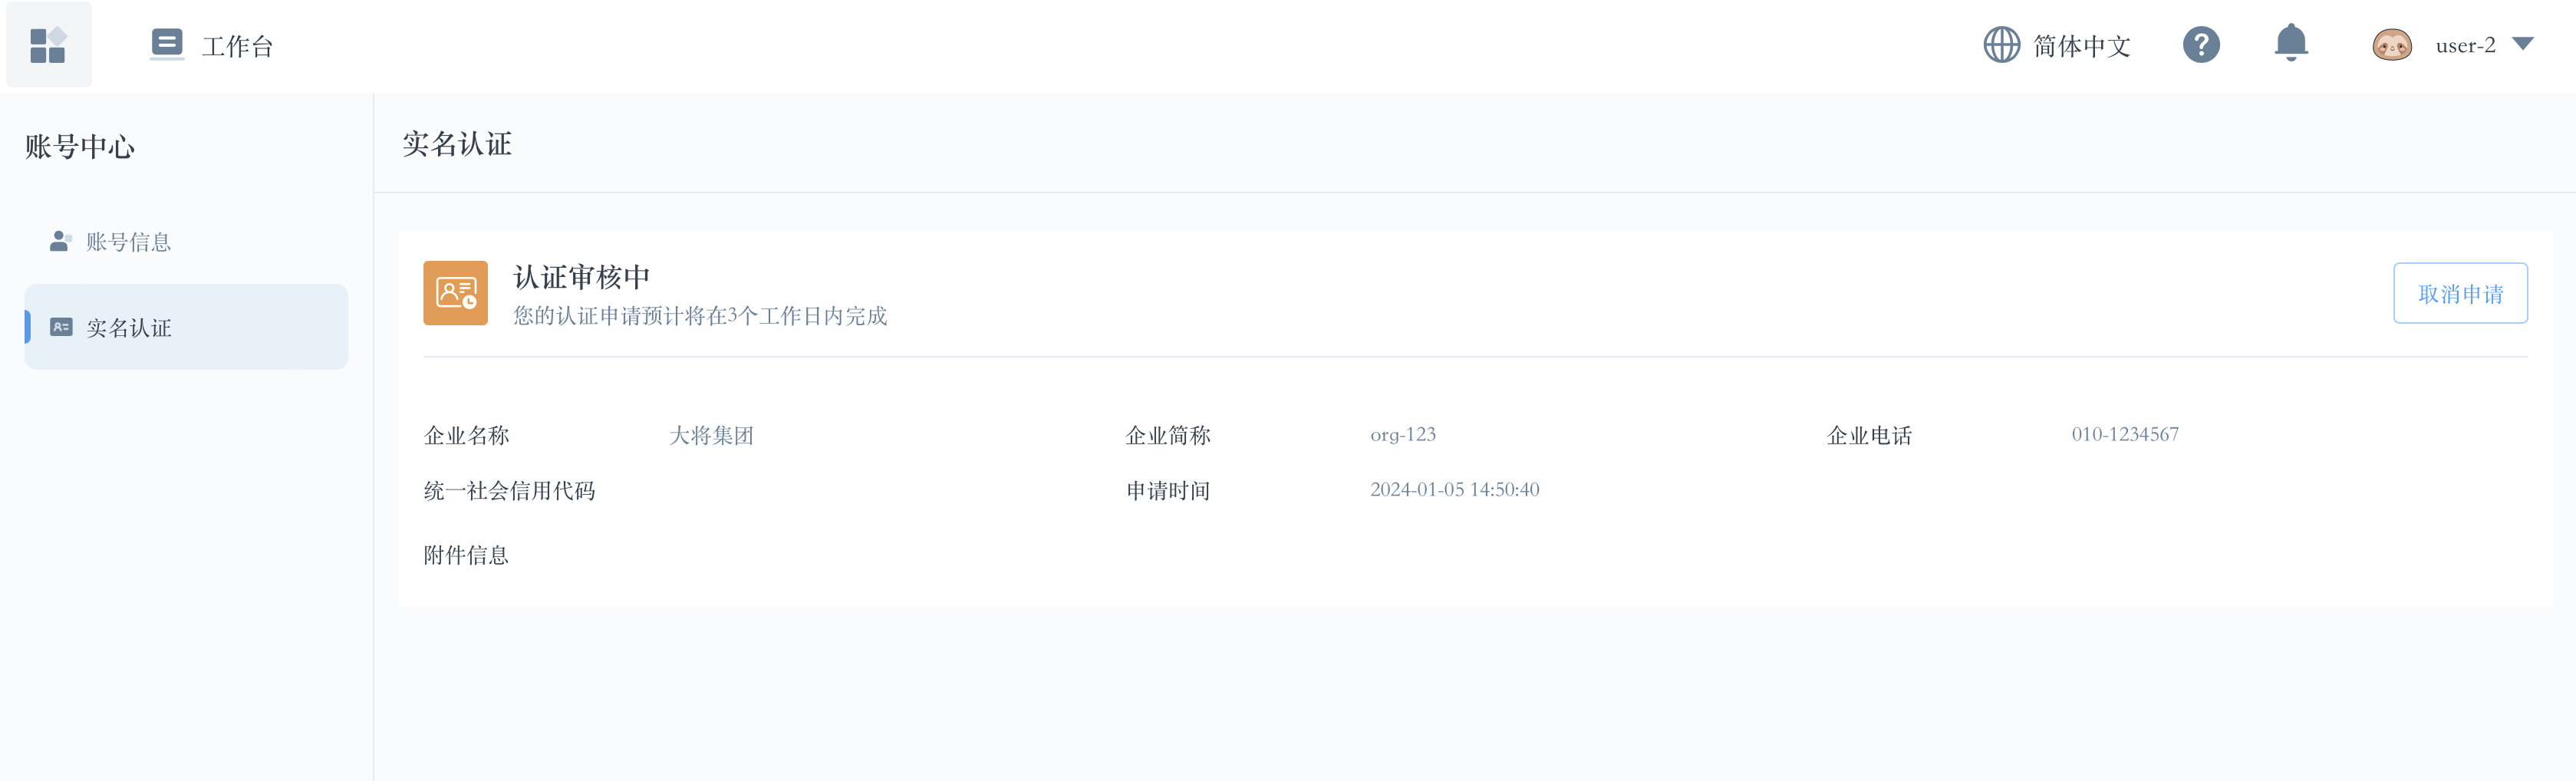 工作台
简体中文
user-2
账号中心
账号信息
实名认证
实名认证
认证审核中
您的认证申请预计将在3个工作日内完成
取消申请
企业名称 大将集团 企业简称 org-123 企业电话 010-1234567
统一社会信用代码 申请时间 2024-01-05 14:50:40
附件信息